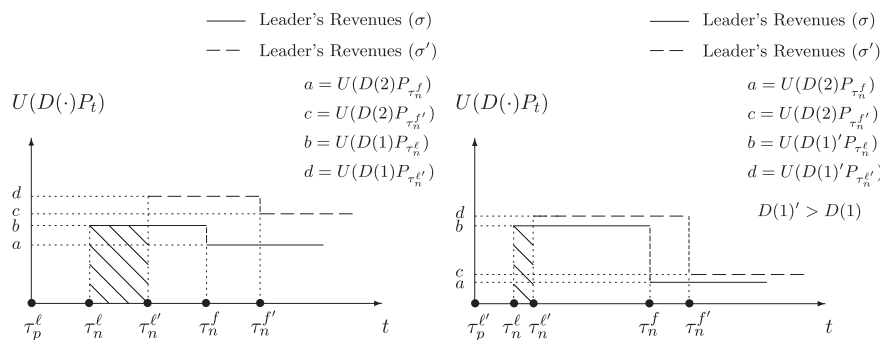 Leader's Revenues (σ)
Leader's Revenues (σ′)
a = U(D(2)P_{τ_n^f})
c = U(D(2)P_{τ_n^{f′}})
b = U(D(1)P_{τ_n^ℓ})
d = U(D(1)P_{τ_n^{ℓ′}})
U(D(·)P_t)
d
c
b
a
τ_p^ℓ τ_n^ℓ τ_n^{ℓ′} τ_n^f τ_n^{f′} t
Leader's Revenues (σ)
Leader's Revenues (σ′)
a = U(D(2)P_{τ_n^f})
c = U(D(2)P_{τ_n^{f′}})
b = U(D(1)′P_{τ_n^ℓ})
d = U(D(1)′P_{τ_n^{ℓ′}})
D(1)′ > D(1)
U(D(·)P_t)
d
b
c
a
τ_p^{ℓ′} τ_n^ℓ τ_n^{ℓ′} τ_n^f τ_n^{f′} t